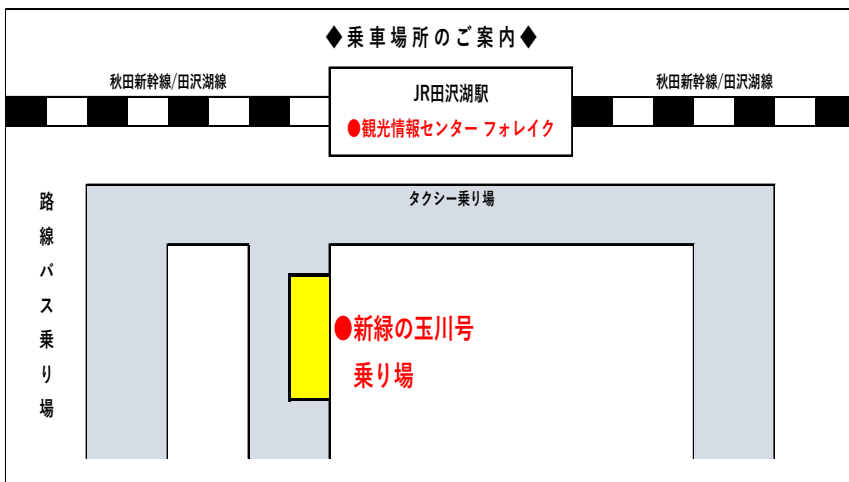 ◆乗車場所のご案内◆
秋田新幹線/田沢湖線
JR田沢湖駅
●観光情報センター フォレイク
秋田新幹線/田沢湖線
タクシー乗り場
路線バス乗り場
●新緑の玉川号
乗り場